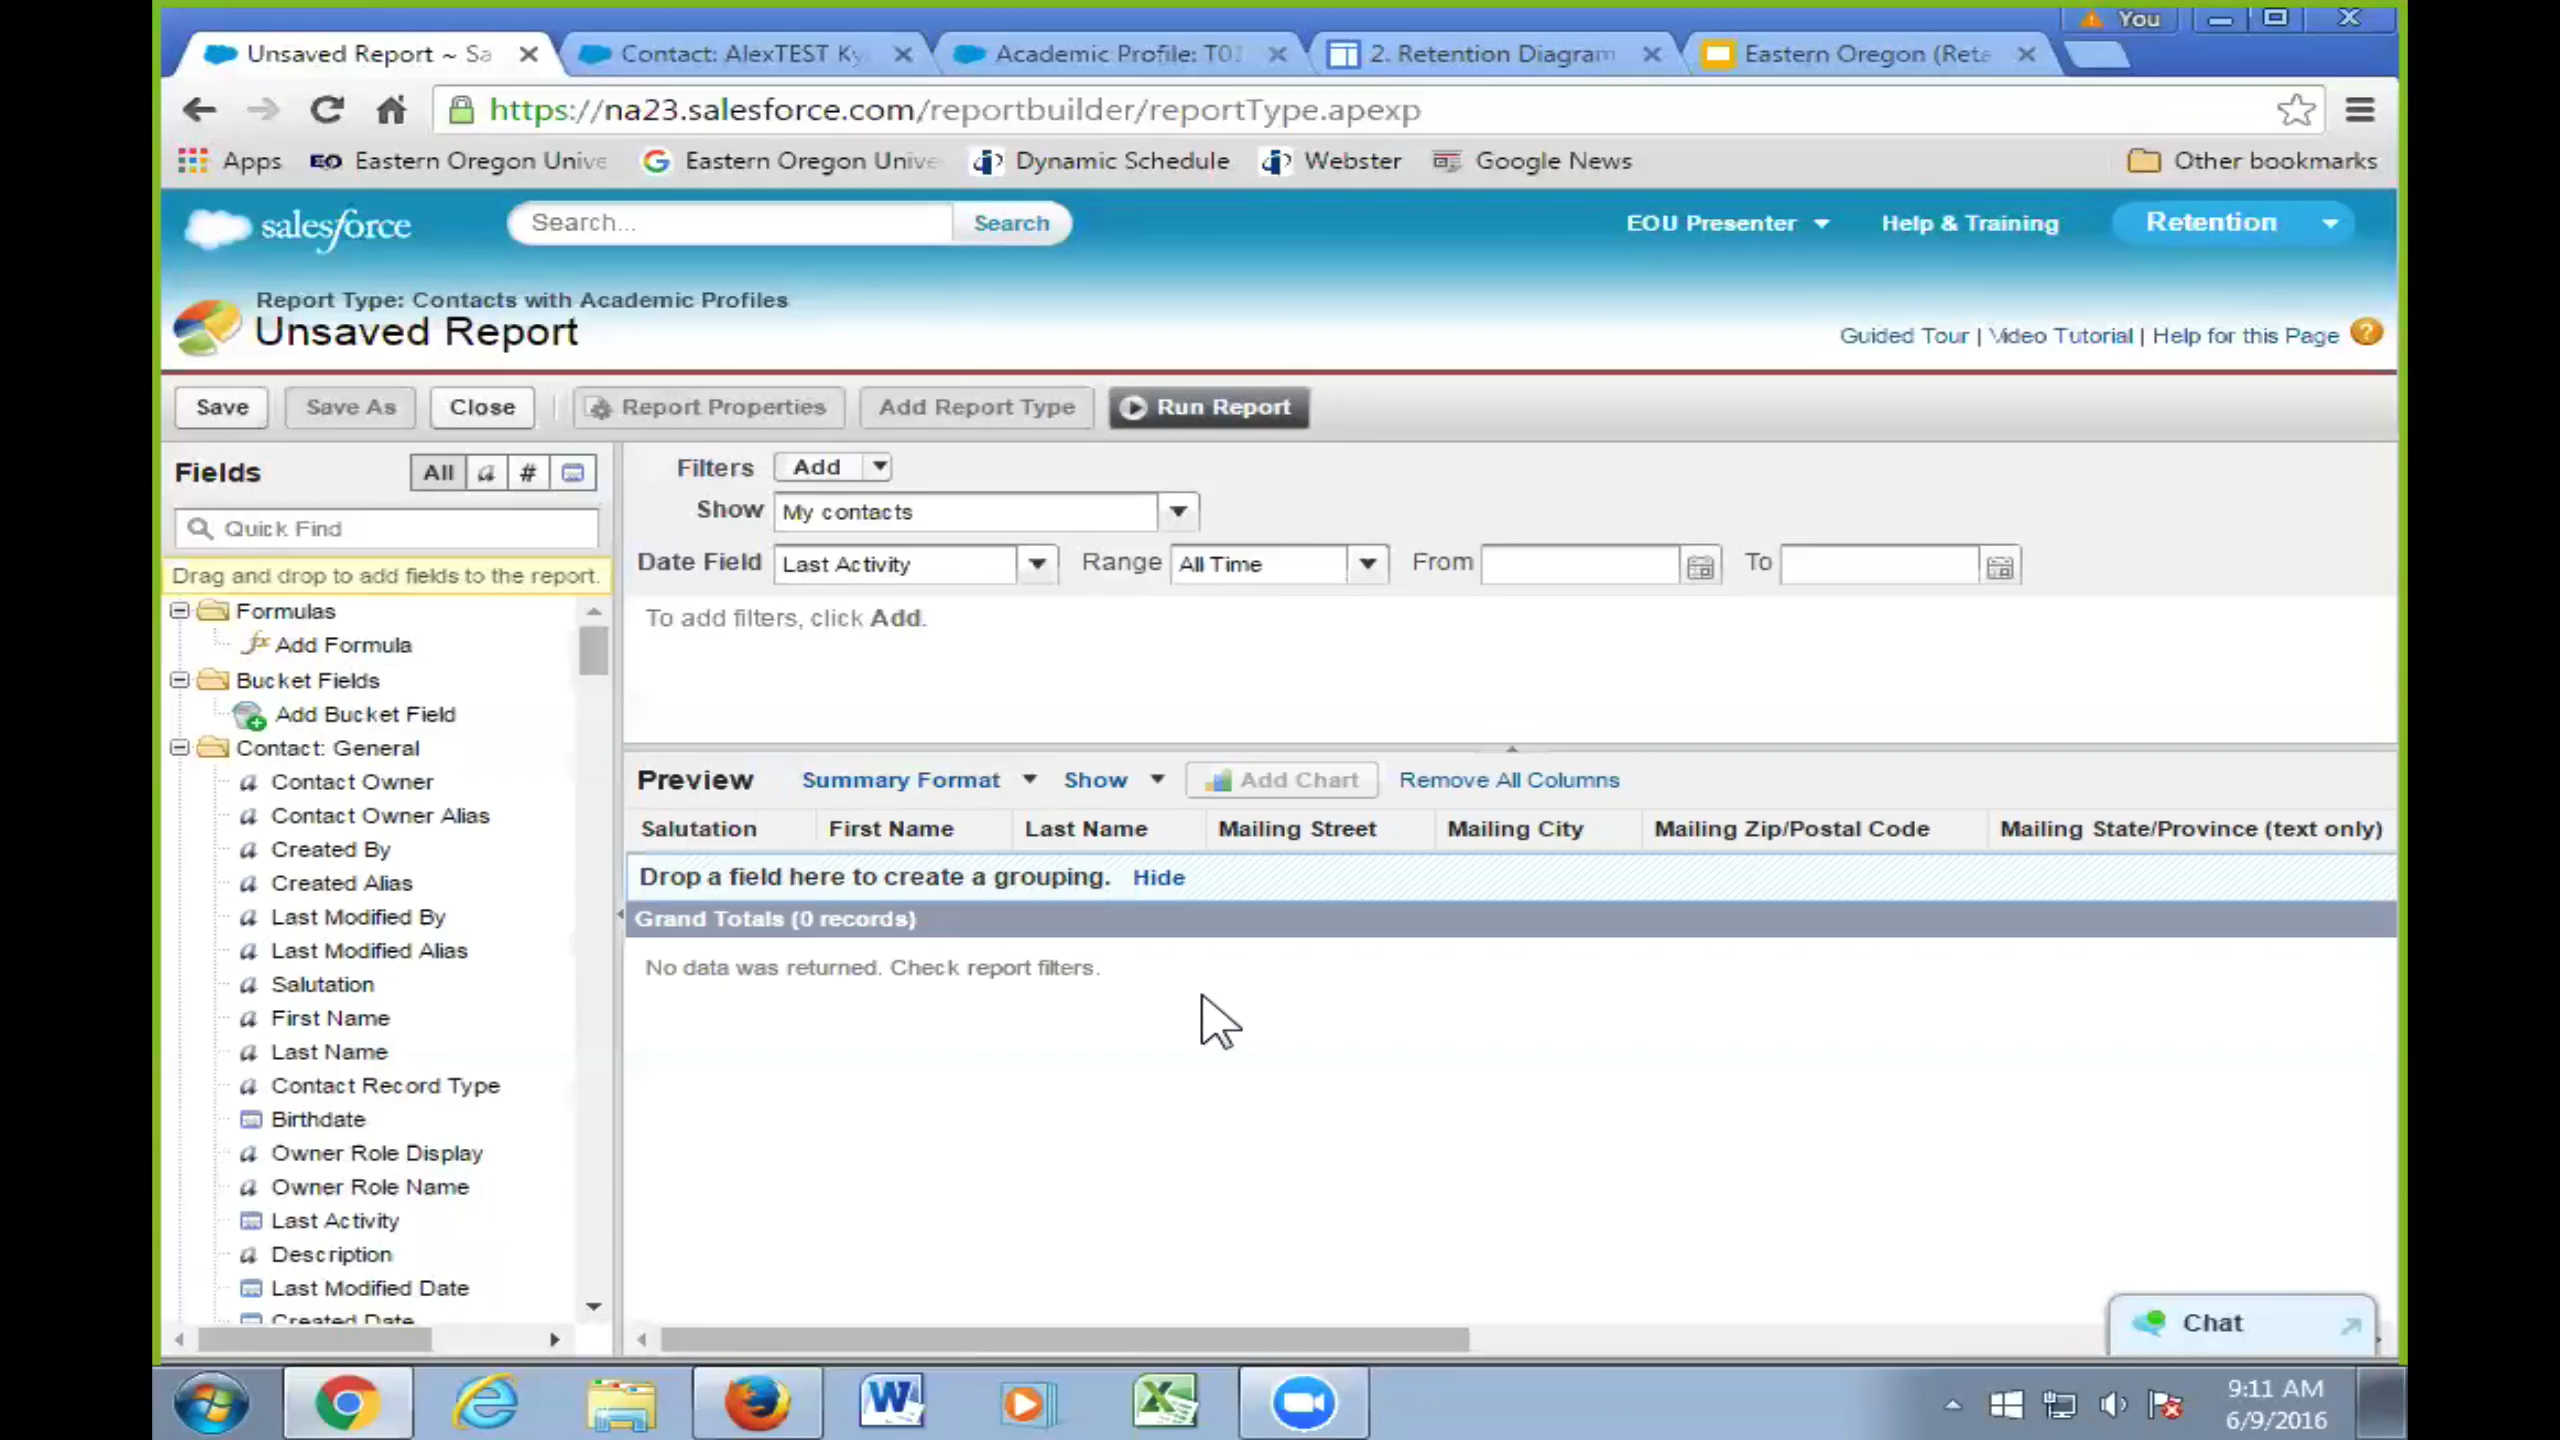 You
Unsaved Report ~ Sa
Contact: AlexTEST Ky
Academic Profile: T01
2. Retention Diagram
Eastern Oregon (Rete
https://na23.salesforce.com/reportbuilder/reportType.apexp
Apps
EO Eastern Oregon Unive
G Eastern Oregon Unive
Dynamic Schedule
Webster
Google News
Other bookmarks
salesforce
Search...
Search
EOU Presenter
Help & Training
Retention
Report Type: Contacts with Academic Profiles
Unsaved Report
Guided Tour | Video Tutorial | Help for this Page ?
Save
Save As
Close
Report Properties
Add Report Type
Run Report
Fields
All a #
Quick Find
Drag and drop to add fields to the report.
Formulas
fx Add Formula
Bucket Fields
Add Bucket Field
Contact: General
a Contact Owner
a Contact Owner Alias
a Created By
a Created Alias
a Last Modified By
a Last Modified Alias
a Salutation
a First Name
a Last Name
a Contact Record Type
Birthdate
a Owner Role Display
a Owner Role Name
Last Activity
a Description
Last Modified Date
Created Date
Filters Add
Show My contacts
Date Field Last Activity Range All Time From To
To add filters, click Add.
Preview Summary Format Show Add Chart Remove All Columns
Salutation First Name Last Name Mailing Street Mailing City Mailing Zip/Postal Code Mailing State/Province (text only)
Drop a field here to create a grouping. Hide
Grand Totals (0 records)
No data was returned. Check report filters.
Chat
9:11 AM
6/9/2016